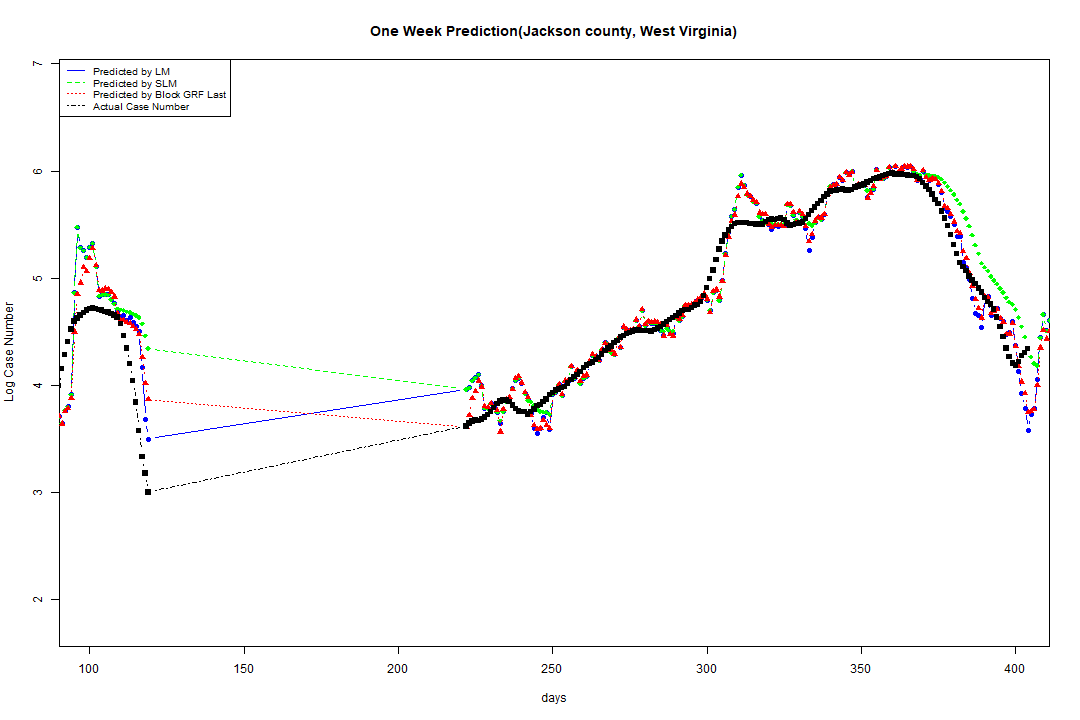 One Week Prediction(Jackson county, West Virginia)
Predicted by LM
Predicted by SLM
Predicted by Block GRF Last
Actual Case Number
7
6
5
4
3
2
Log Case Number
100 150 200 250 300 350 400
days